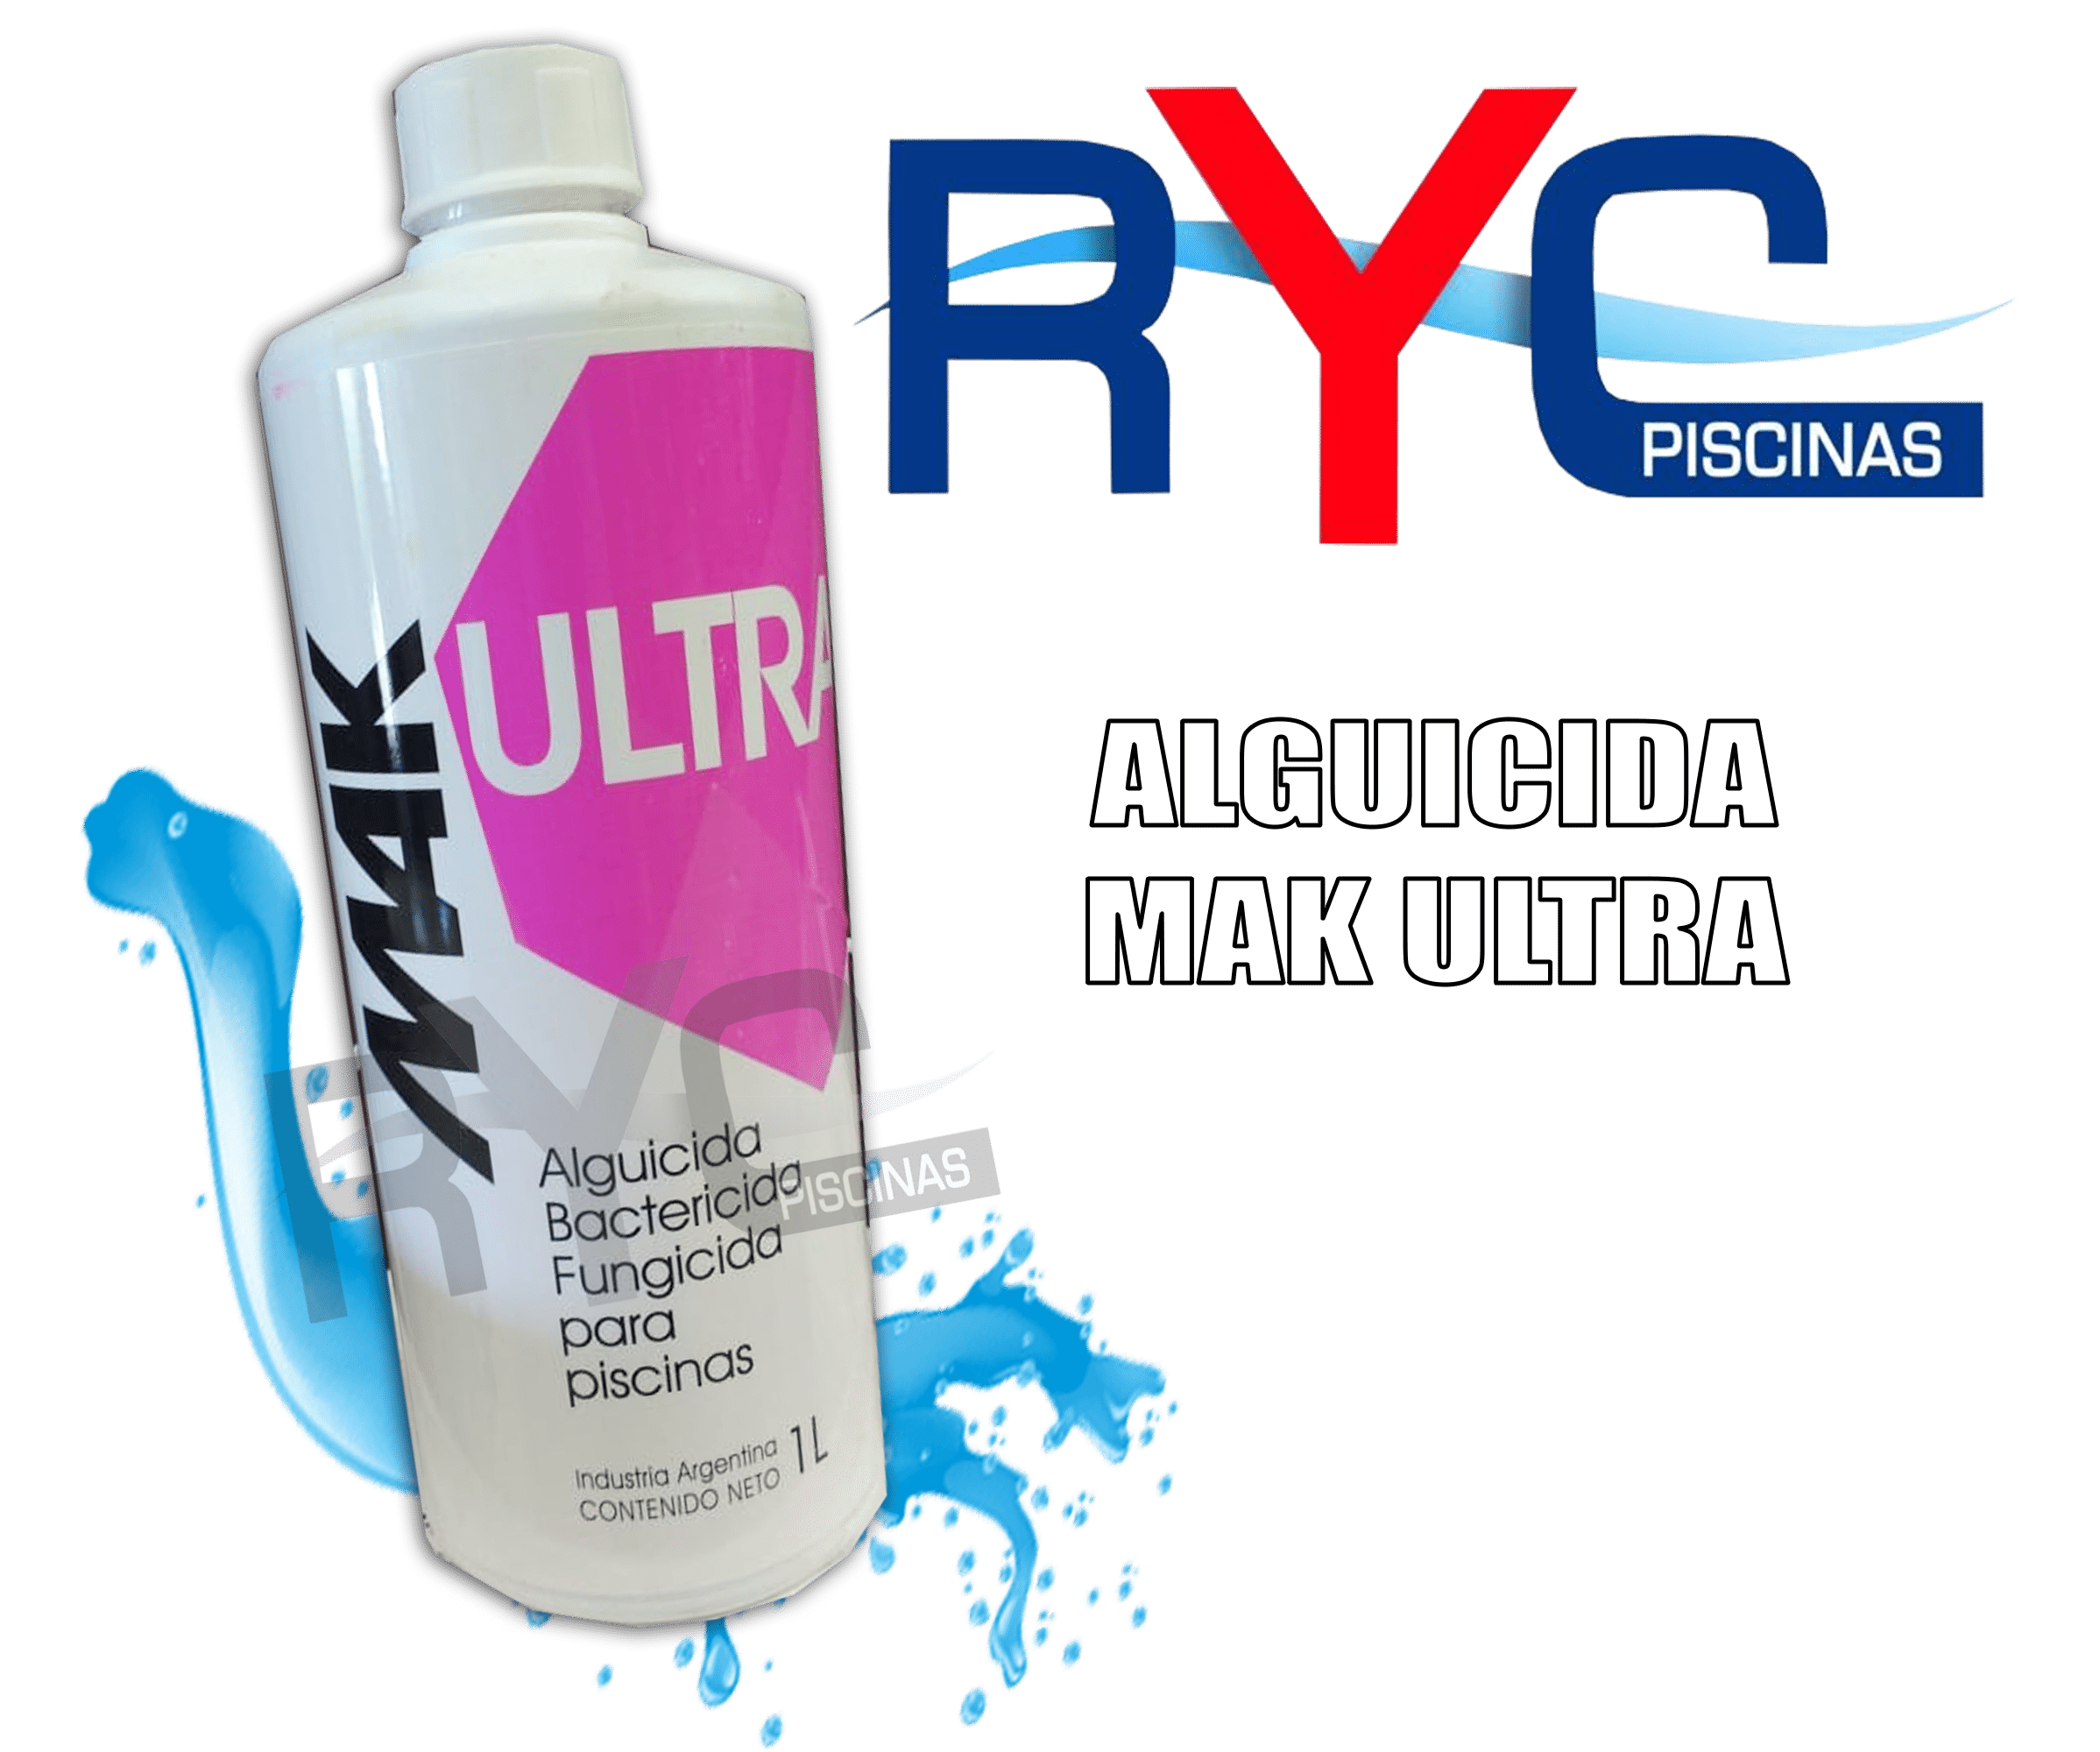 RYC
PISCINAS
ALGUICIDA
MAK ULTRA
MAK
ULTRA
Alguicida
Bactericida
Fungicida
para
piscinas
Industria Argentina
CONTENIDO NETO 1L
RYC
PISCINAS